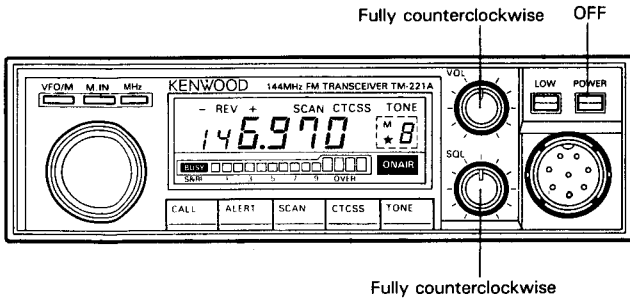 Fully counterclockwise OFF
VFO/M M.IN MHz KENWOOD 144MHz FM TRANSCEIVER TM-221A VOL LOW POWER
− REV + SCAN CTCSS TONE
146.970 M ★ 8
BUSY ONAIR
S&RF 1 3 5 7 9 OVER SQL
CALL ALERT SCAN CTCSS TONE
Fully counterclockwise